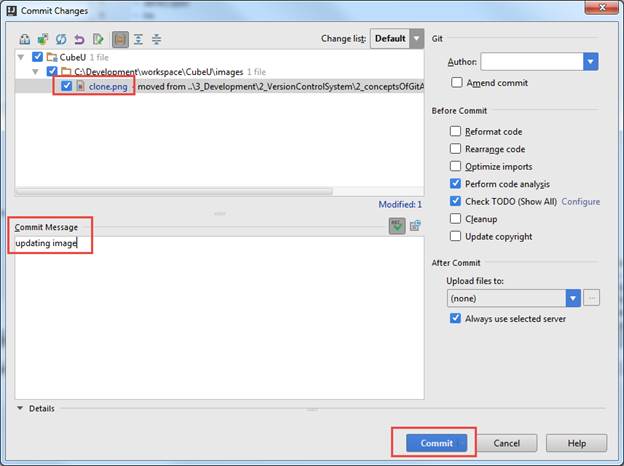 Commit Changes
Change list: Default
CubeU 1 file
C:\Development\workspace\CubeU\images 1 file
clone.png - moved from ..\3_Development\2_VersionControlSystem\2_conceptsOfGitA
Modified: 1
Commit Message
updating image
Details
Git
Author:
Amend commit
Before Commit
Reformat code
Rearrange code
Optimize imports
Perform code analysis
Check TODO (Show All) Configure
Cleanup
Update copyright
After Commit
Upload files to:
(none)
...
Always use selected server
Commit
Cancel
Help